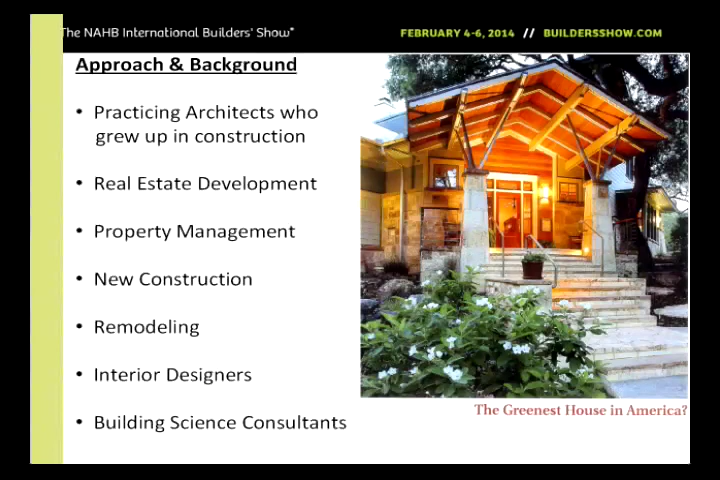 The NAHB International Builders' Show®
FEBRUARY 4-6, 2014 // BUILDERSSHOW.COM
Approach & Background
• Practicing Architects who
grew up in construction
• Real Estate Development
• Property Management
• New Construction
• Remodeling
• Interior Designers
• Building Science Consultants
The Greenest House in America?